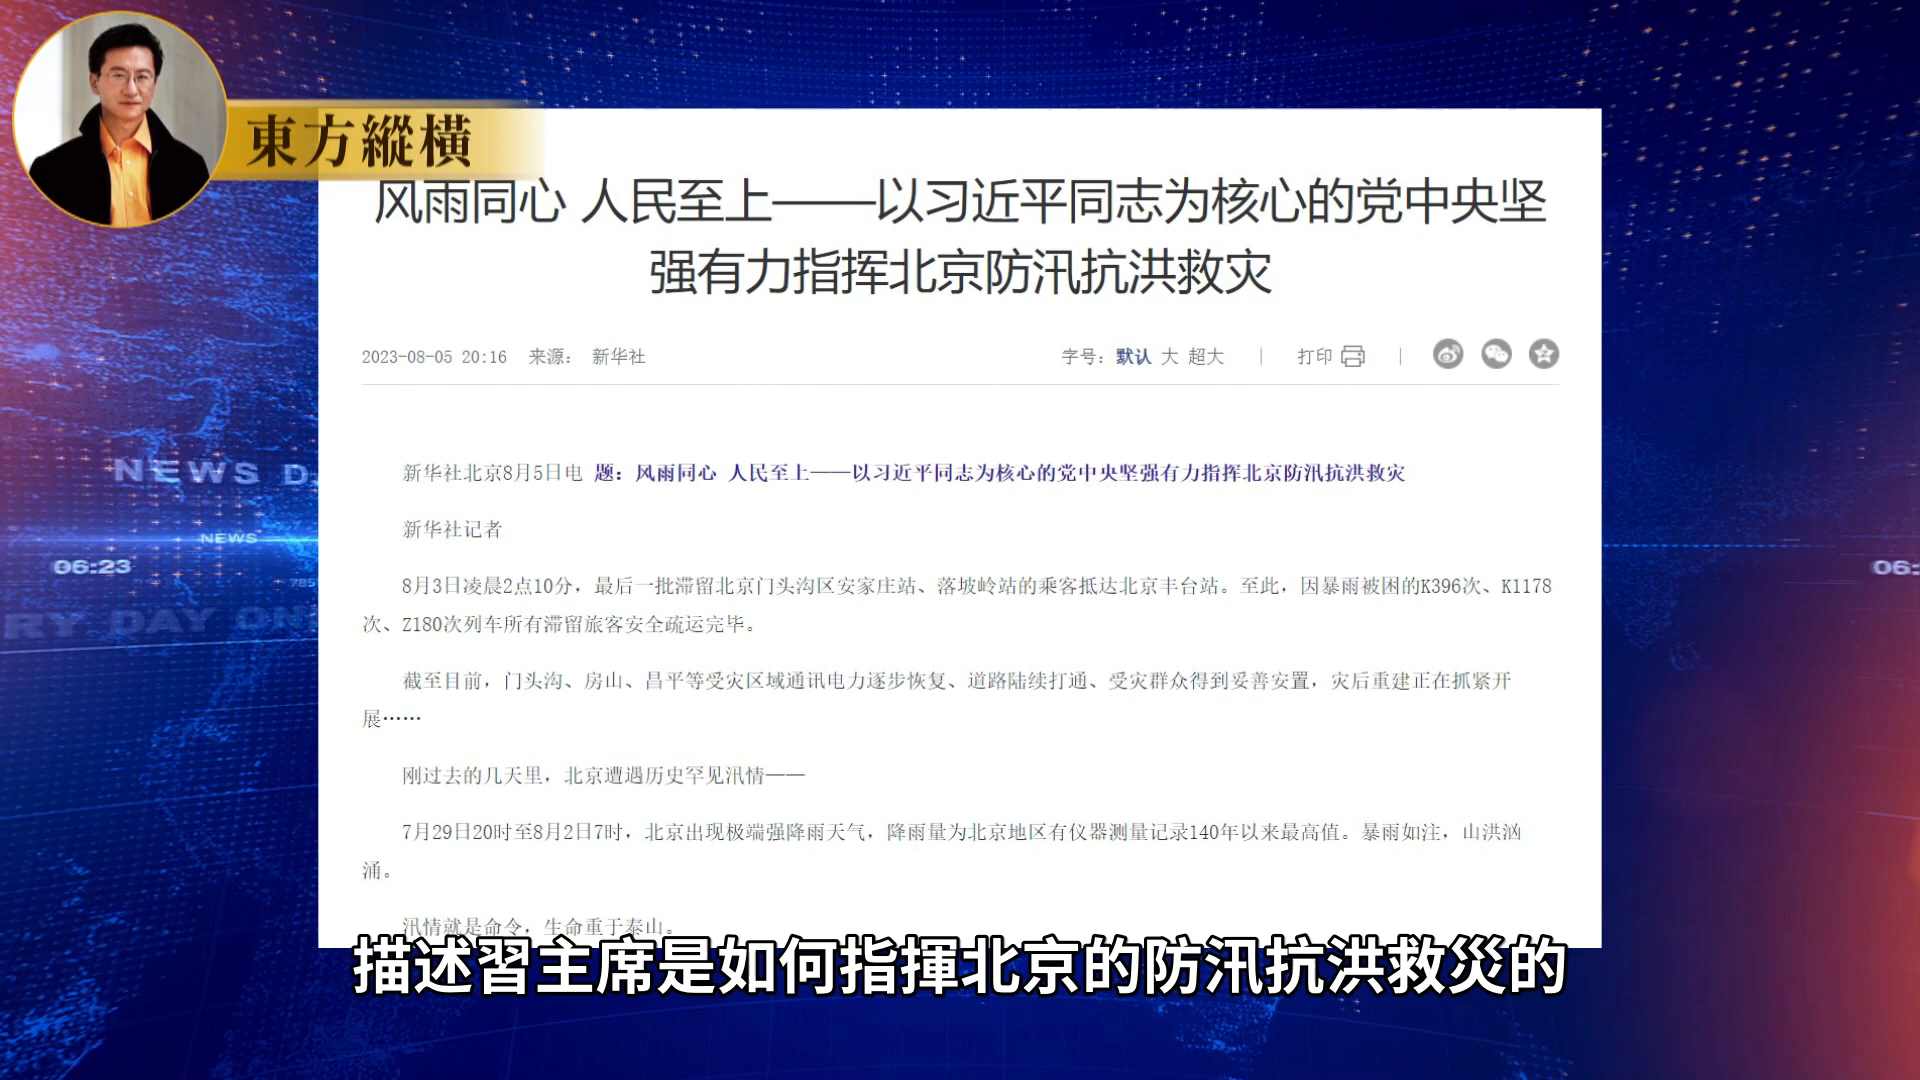 東方縱橫
风雨同心 人民至上——以习近平同志为核心的党中央坚
强有力指挥北京防汛抗洪救灾
2023-08-05 20:16 来源： 新华社
字号：默认 大 超大 | 打印 |
新华社北京8月5日电 题：风雨同心 人民至上——以习近平同志为核心的党中央坚强有力指挥北京防汛抗洪救灾
新华社记者
8月3日凌晨2点10分，最后一批滞留北京门头沟区安家庄站、落坡岭站的乘客抵达北京丰台站。至此，因暴雨被困的K396次、K1178
次、Z180次列车所有滞留旅客安全疏运完毕。
截至目前，门头沟、房山、昌平等受灾区域通讯电力逐步恢复、道路陆续打通、受灾群众得到妥善安置，灾后重建正在抓紧开
展……
刚过去的几天里，北京遭遇历史罕见汛情——
7月29日20时至8月2日7时，北京出现极端强降雨天气，降雨量为北京地区有仪器测量记录140年以来最高值。暴雨如注，山洪汹
涌。
汛情就是命令，生命重于泰山。
描述習主席是如何指揮北京的防汛抗洪救災的
NEWS D
NEWS
06:23
785
RY DAY ON
06: